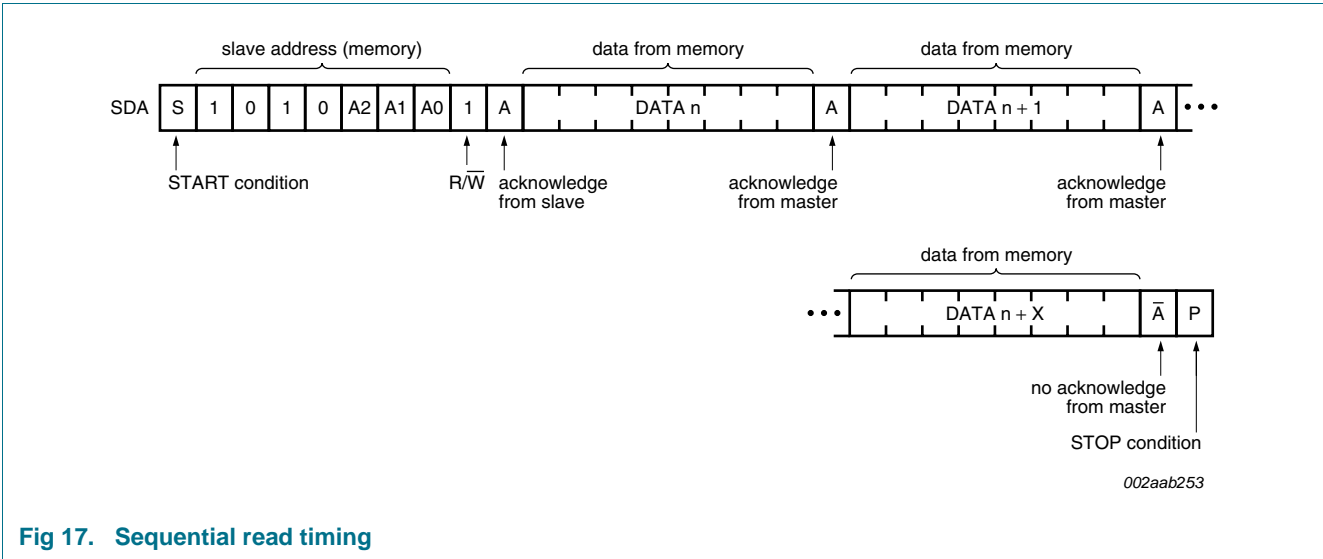 slave address (memory) data from memory data from memory
SDA S 1 0 1 0 A2 A1 A0 1 A DATA n A DATA n + 1 A •••
START condition R/W̅ acknowledge from slave acknowledge from master acknowledge from master
data from memory
••• DATA n + X A̅ P
no acknowledge from master
STOP condition
002aab253
Fig 17. Sequential read timing